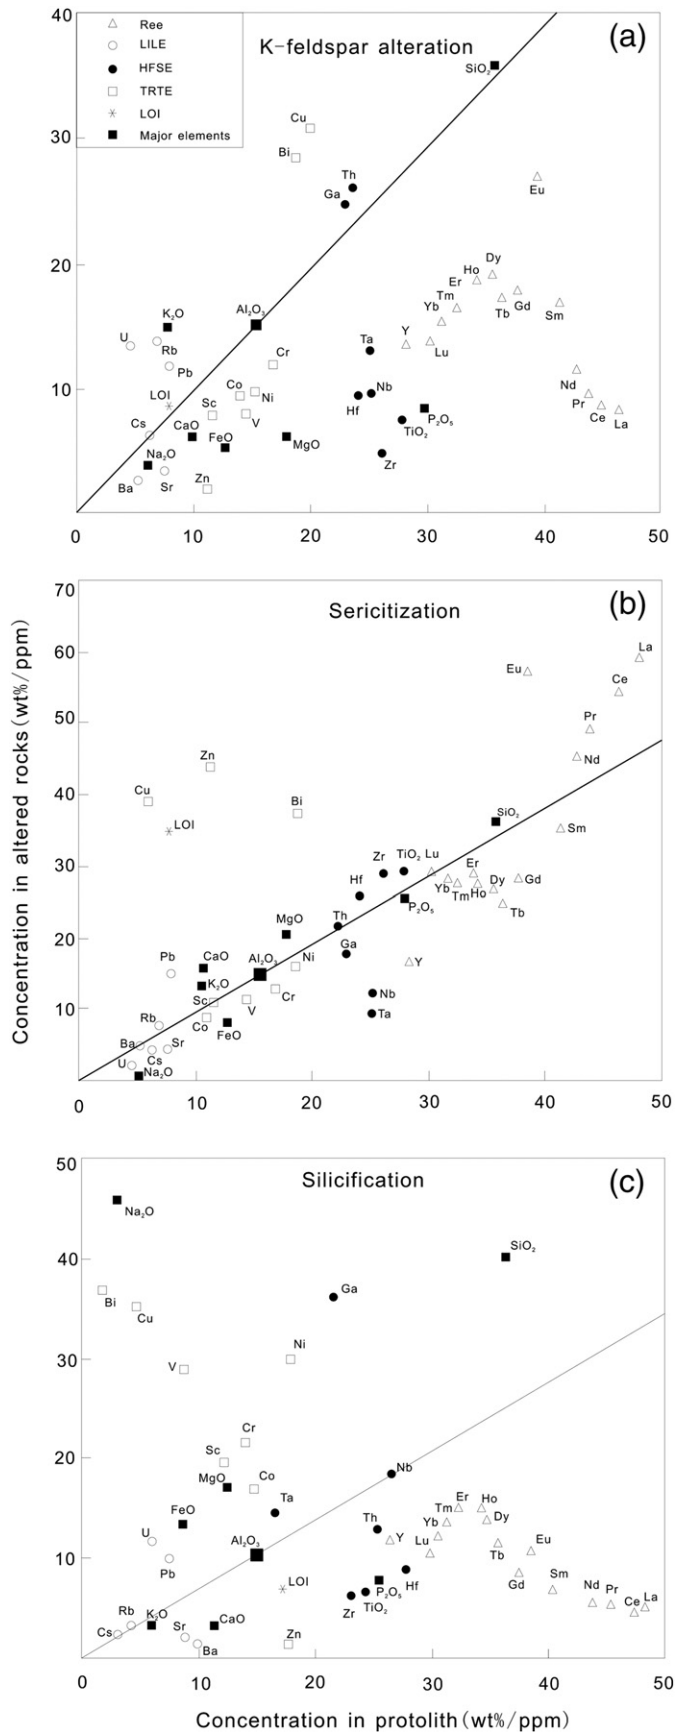 40
Ree
LILE
HFSE
TRTE
LOI
Major elements
K-feldspar alteration
(a)
SiO₂
30
Cu
Bi
Th
Ga
Eu
20
Dy
Ho
Er
Tm
Yb
Tb
Gd
Sm
K₂O
Al₂O₃
U
Rb
Pb
Cr
Ta
Y
Lu
Nd
10
LOI
Co
Ni
Sc
V
Hf
Nb
P₂O₅
TiO₂
Pr
Ce
La
Cs
CaO
FeO
MgO
Zr
Na₂O
Ba
Sr
Zn
0 10 20 30 40 50
Concentration in altered rocks (wt%/ppm)
70
Sericitization
(b)
60
La
Eu
Ce
50
Pr
Zn
Nd
40
Cu
Bi
LOI
SiO₂
Sm
30
Zr
TiO₂
Lu
Er
Hf
Yb
Tm
Ho
Dy
Gd
Tb
P₂O₅
20
MgO
Th
Pb
CaO
Al₂O₃
Ni
Ga
Y
K₂O
10
Sc
Co
V
Cr
FeO
Nb
Ta
Rb
Ba
Cs
Sr
U
Na₂O
0 10 20 30 40 50
50
Silicification
(c)
Na₂O
40
SiO₂
Bi
Cu
Ga
30
V
Ni
20
Cr
Sc
MgO
Co
Nb
FeO
Ta
Th
Tm
Er
Ho
Yb
Dy
U
Y
10
Pb
Al₂O₃
Lu
Tb
Eu
LOI
Hf
Gd
Sm
Zr
TiO₂
P₂O₅
Nd
Pr
Ce
La
Cs
Rb
K₂O
Sr
CaO
Ba
Zn
0 10 20 30 40 50
Concentration in protolith (wt%/ppm)